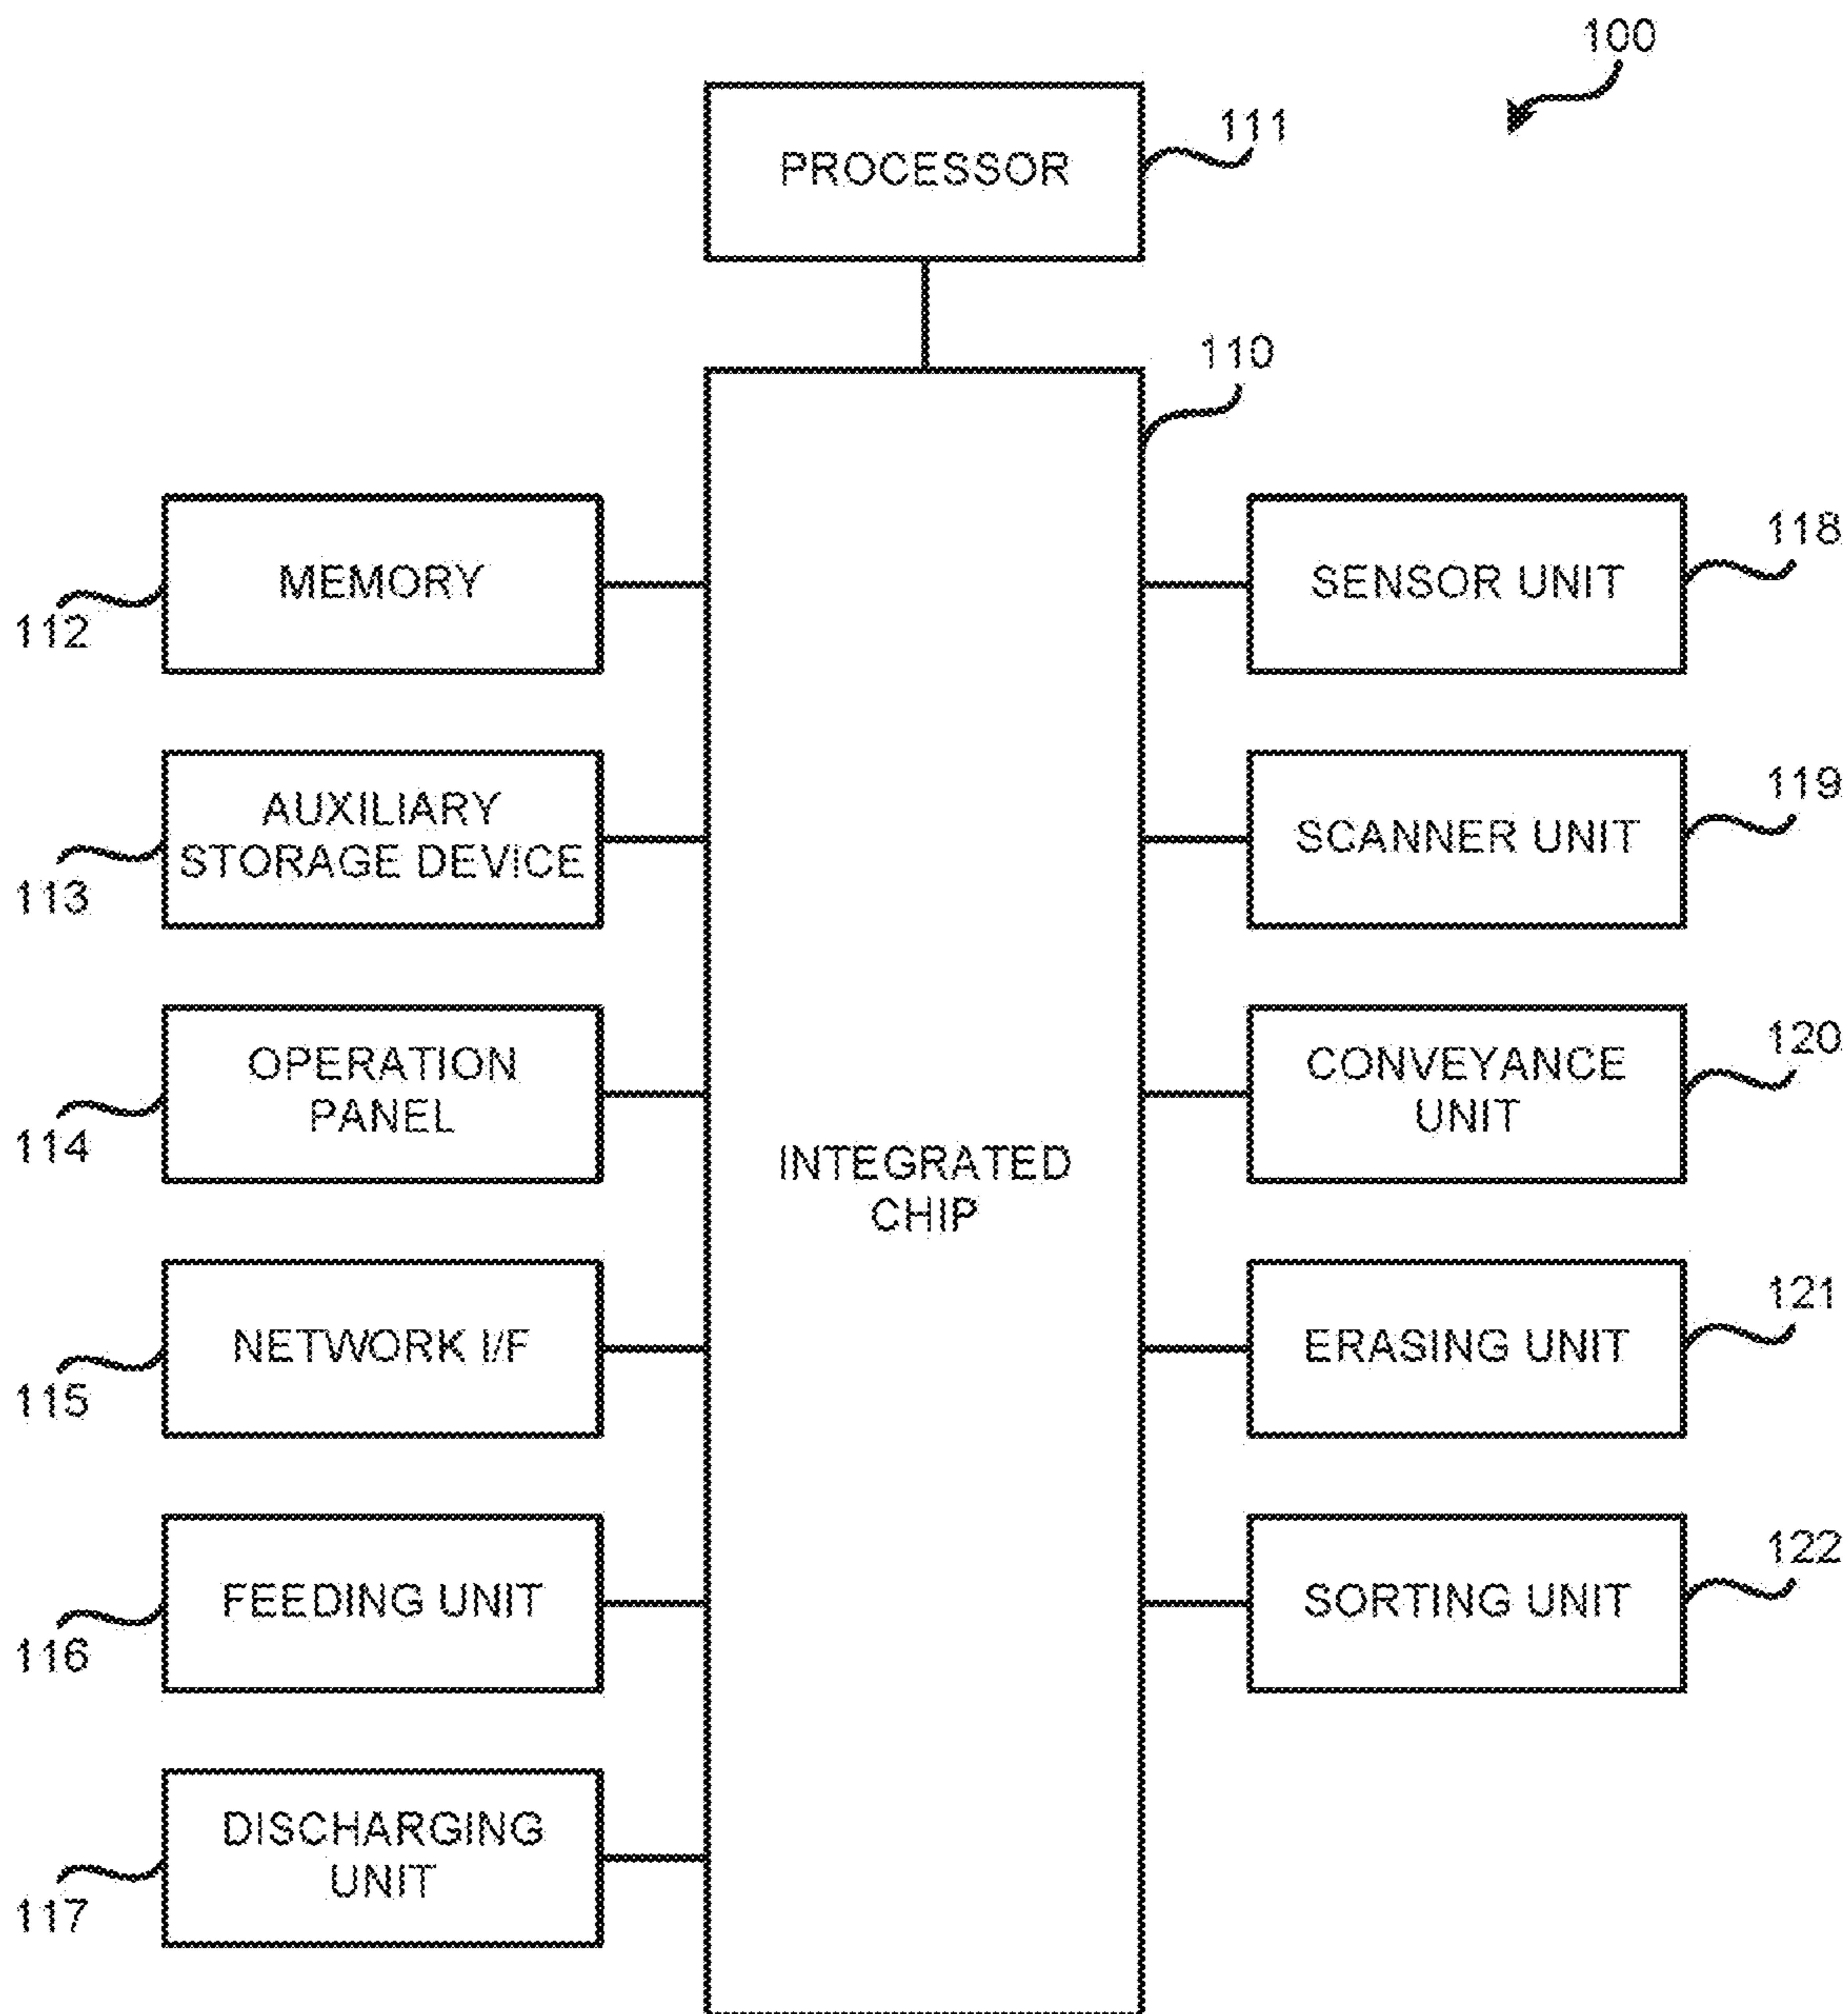 100
PROCESSOR
111
INTEGRATED
CHIP
110
MEMORY
112
AUXILIARY
STORAGE DEVICE
113
OPERATION
PANEL
114
NETWORK I/F
115
FEEDING UNIT
116
DISCHARGING
UNIT
117
SENSOR UNIT
118
SCANNER UNIT
119
CONVEYANCE
UNIT
120
ERASING UNIT
121
SORTING UNIT
122